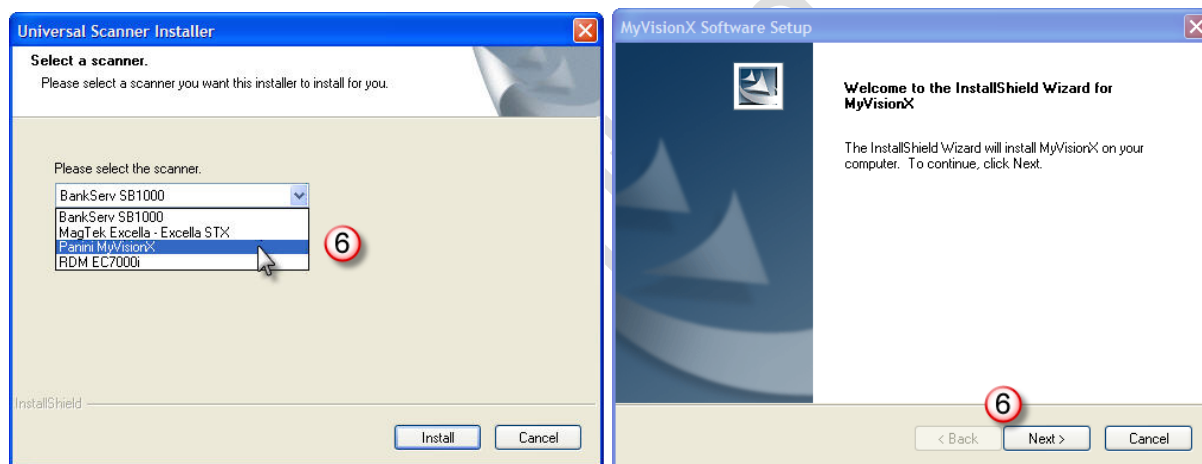 Universal Scanner Installer
Select a scanner.
Please select a scanner you want this installer to install for you.
Please select the scanner.
BankServ SB1000
BankServ SB1000
MagTek Excella - Excella STX
Panini MyVisionX
RDM EC7000i
6
InstallShield
Install
Cancel
MyVisionX Software Setup
Welcome to the InstallShield Wizard for
MyVisionX
The InstallShield Wizard will install MyVisionX on your
computer. To continue, click Next.
6
< Back
Next >
Cancel